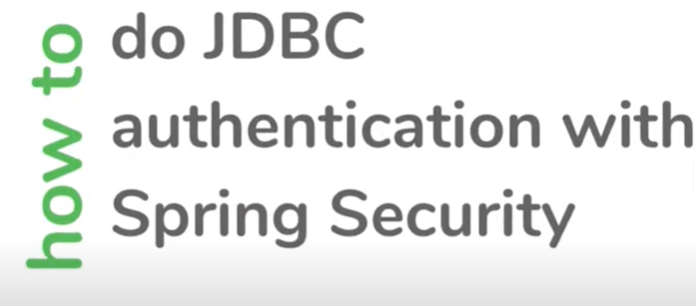 how to
do JDBC
authentication with
Spring Security